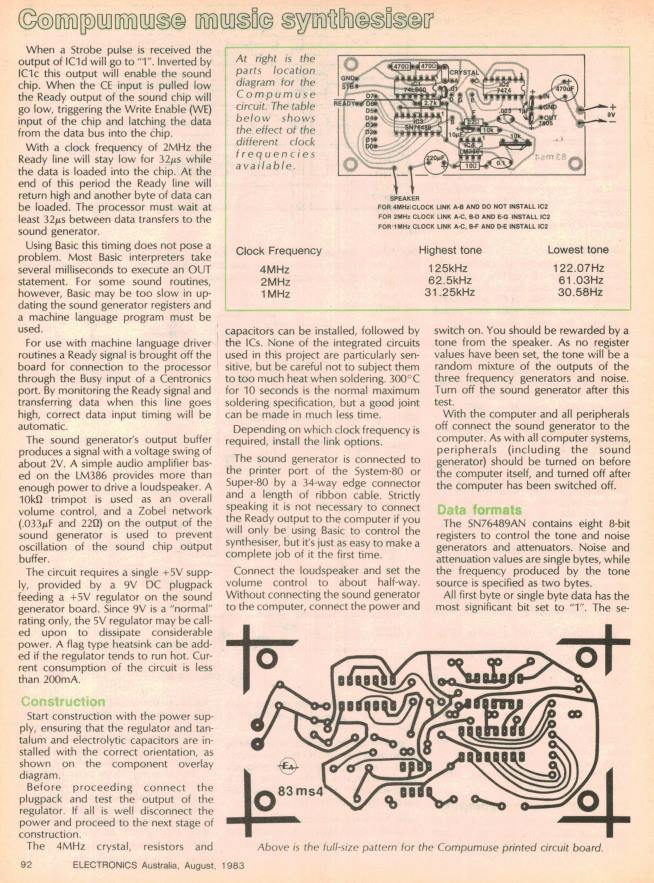 Compumuse music synthesiser
When a Strobe pulse is received the
output of IC1d will go to "1". Inverted by
IC1c this output will enable the sound
chip. When the CE input is pulled low
the Ready output of the sound chip will
go low, triggering the Write Enable (WE)
input of the chip and latching the data
from the data bus into the chip.
With a clock frequency of 2MHz the
Ready line will stay low for 32µs while
the data is loaded into the chip. At the
end of this period the Ready line will
return high and another byte of data can
be loaded. The processor must wait at
least 32µs between data transfers to the
sound generator.
Using Basic this timing does not pose a
problem. Most Basic interpreters take
several milliseconds to execute an OUT
statement. For some sound routines,
however, Basic may be too slow in up-
dating the sound generator registers and
a machine language program must be
used.
For use with machine language driver
routines a Ready signal is brought off the
board for connection to the processor
through the Busy input of a Centronics
port. By monitoring the Ready signal and
transferring data when this line goes
high, correct data input timing will be
automatic.
The sound generator's output buffer
produces a signal with a voltage swing of
about 2V. A simple audio amplifier bas-
ed on the LM386 provides more than
enough power to drive a loudspeaker. A
10kΩ trimpot is used as an overall
volume control, and a Zobel network
(.033µF and 22Ω) on the output of the
sound generator is used to prevent
oscillation of the sound chip output
buffer.
The circuit requires a single +5V supp-
ly, provided by a 9V DC plugpack
feeding a +5V regulator on the sound
generator board. Since 9V is a "normal"
rating only, the 5V regulator may be call-
ed upon to dissipate considerable
power. A flag type heatsink can be add-
ed if the regulator tends to run hot. Cur-
rent consumption of the circuit is less
than 200mA.
Construction
Start construction with the power sup-
ply, ensuring that the regulator and tan-
talum and electrolytic capacitors are in-
stalled with the correct orientation, as
shown on the component overlay
diagram.
Before proceeding connect the
plugpack and test the output of the
regulator. If all is well disconnect the
power and proceed to the next stage of
construction.
The 4MHz crystal, resistors and
At right is the
parts location
diagram for the
Compumuse
circuit. The table
below shows
the effect of the
different clock
frequencies
available.
470Ω 470Ω
CRYSTAL
GND
STB
READY
D7
D6
D5
D4
D3
D2
D1
D0
74LS00
7474
2.7k
IC3
SN76489
10k
10k
10µF
220µF
10Ω
0.1
470µF
GND
OUT
7805
+
9V
83ms4
SPEAKER
FOR 4MHz CLOCK LINK A-B AND DO NOT INSTALL IC2
FOR 2MHz CLOCK LINK A-C, B-D AND E-G INSTALL IC2
FOR 1MHz CLOCK LINK A-C, B-F AND D-E INSTALL IC2
Clock Frequency Highest tone Lowest tone
4MHz 125kHz 122.07Hz
2MHz 62.5kHz 61.03Hz
1MHz 31.25kHz 30.58Hz
capacitors can be installed, followed by
the ICs. None of the integrated circuits
used in this project are particularly sen-
sitive, but be careful not to subject them
to too much heat when soldering. 300°C
for 10 seconds is the normal maximum
soldering specification, but a good joint
can be made in much less time.
Depending on which clock frequency is
required, install the link options.
The sound generator is connected to
the printer port of the System-80 or
Super-80 by a 34-way edge connector
and a length of ribbon cable. Strictly
speaking it is not necessary to connect
the Ready output to the computer if you
will only be using Basic to control the
synthesiser, but it's just as easy to make a
complete job of it the first time.
Connect the loudspeaker and set the
volume control to about half-way.
Without connecting the sound generator
to the computer, connect the power and
switch on. You should be rewarded by a
tone from the speaker. As no register
values have been set, the tone will be a
random mixture of the outputs of the
three frequency generators and noise.
Turn off the sound generator after this
test.
With the computer and all peripherals
off connect the sound generator to the
computer. As with all computer systems,
peripherals (including the sound
generator) should be turned on before
the computer itself, and turned off after
the computer has been switched off.
Data formats
The SN76489AN contains eight 8-bit
registers to control the tone and noise
generators and attenuators. Noise and
attenuation values are single bytes, while
the frequency produced by the tone
source is specified as two bytes.
All first byte or single byte data has the
most significant bit set to "1". The se-
EA
83ms4
Above is the full-size pattern for the Compumuse printed circuit board.
92 ELECTRONICS Australia, August, 1983